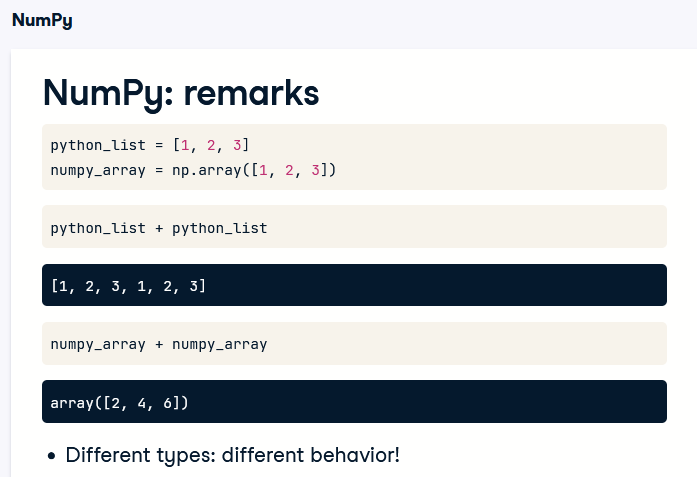 NumPy
NumPy: remarks
python_list = [1, 2, 3]
numpy_array = np.array([1, 2, 3])
python_list + python_list
[1, 2, 3, 1, 2, 3]
numpy_array + numpy_array
array([2, 4, 6])
• Different types: different behavior!